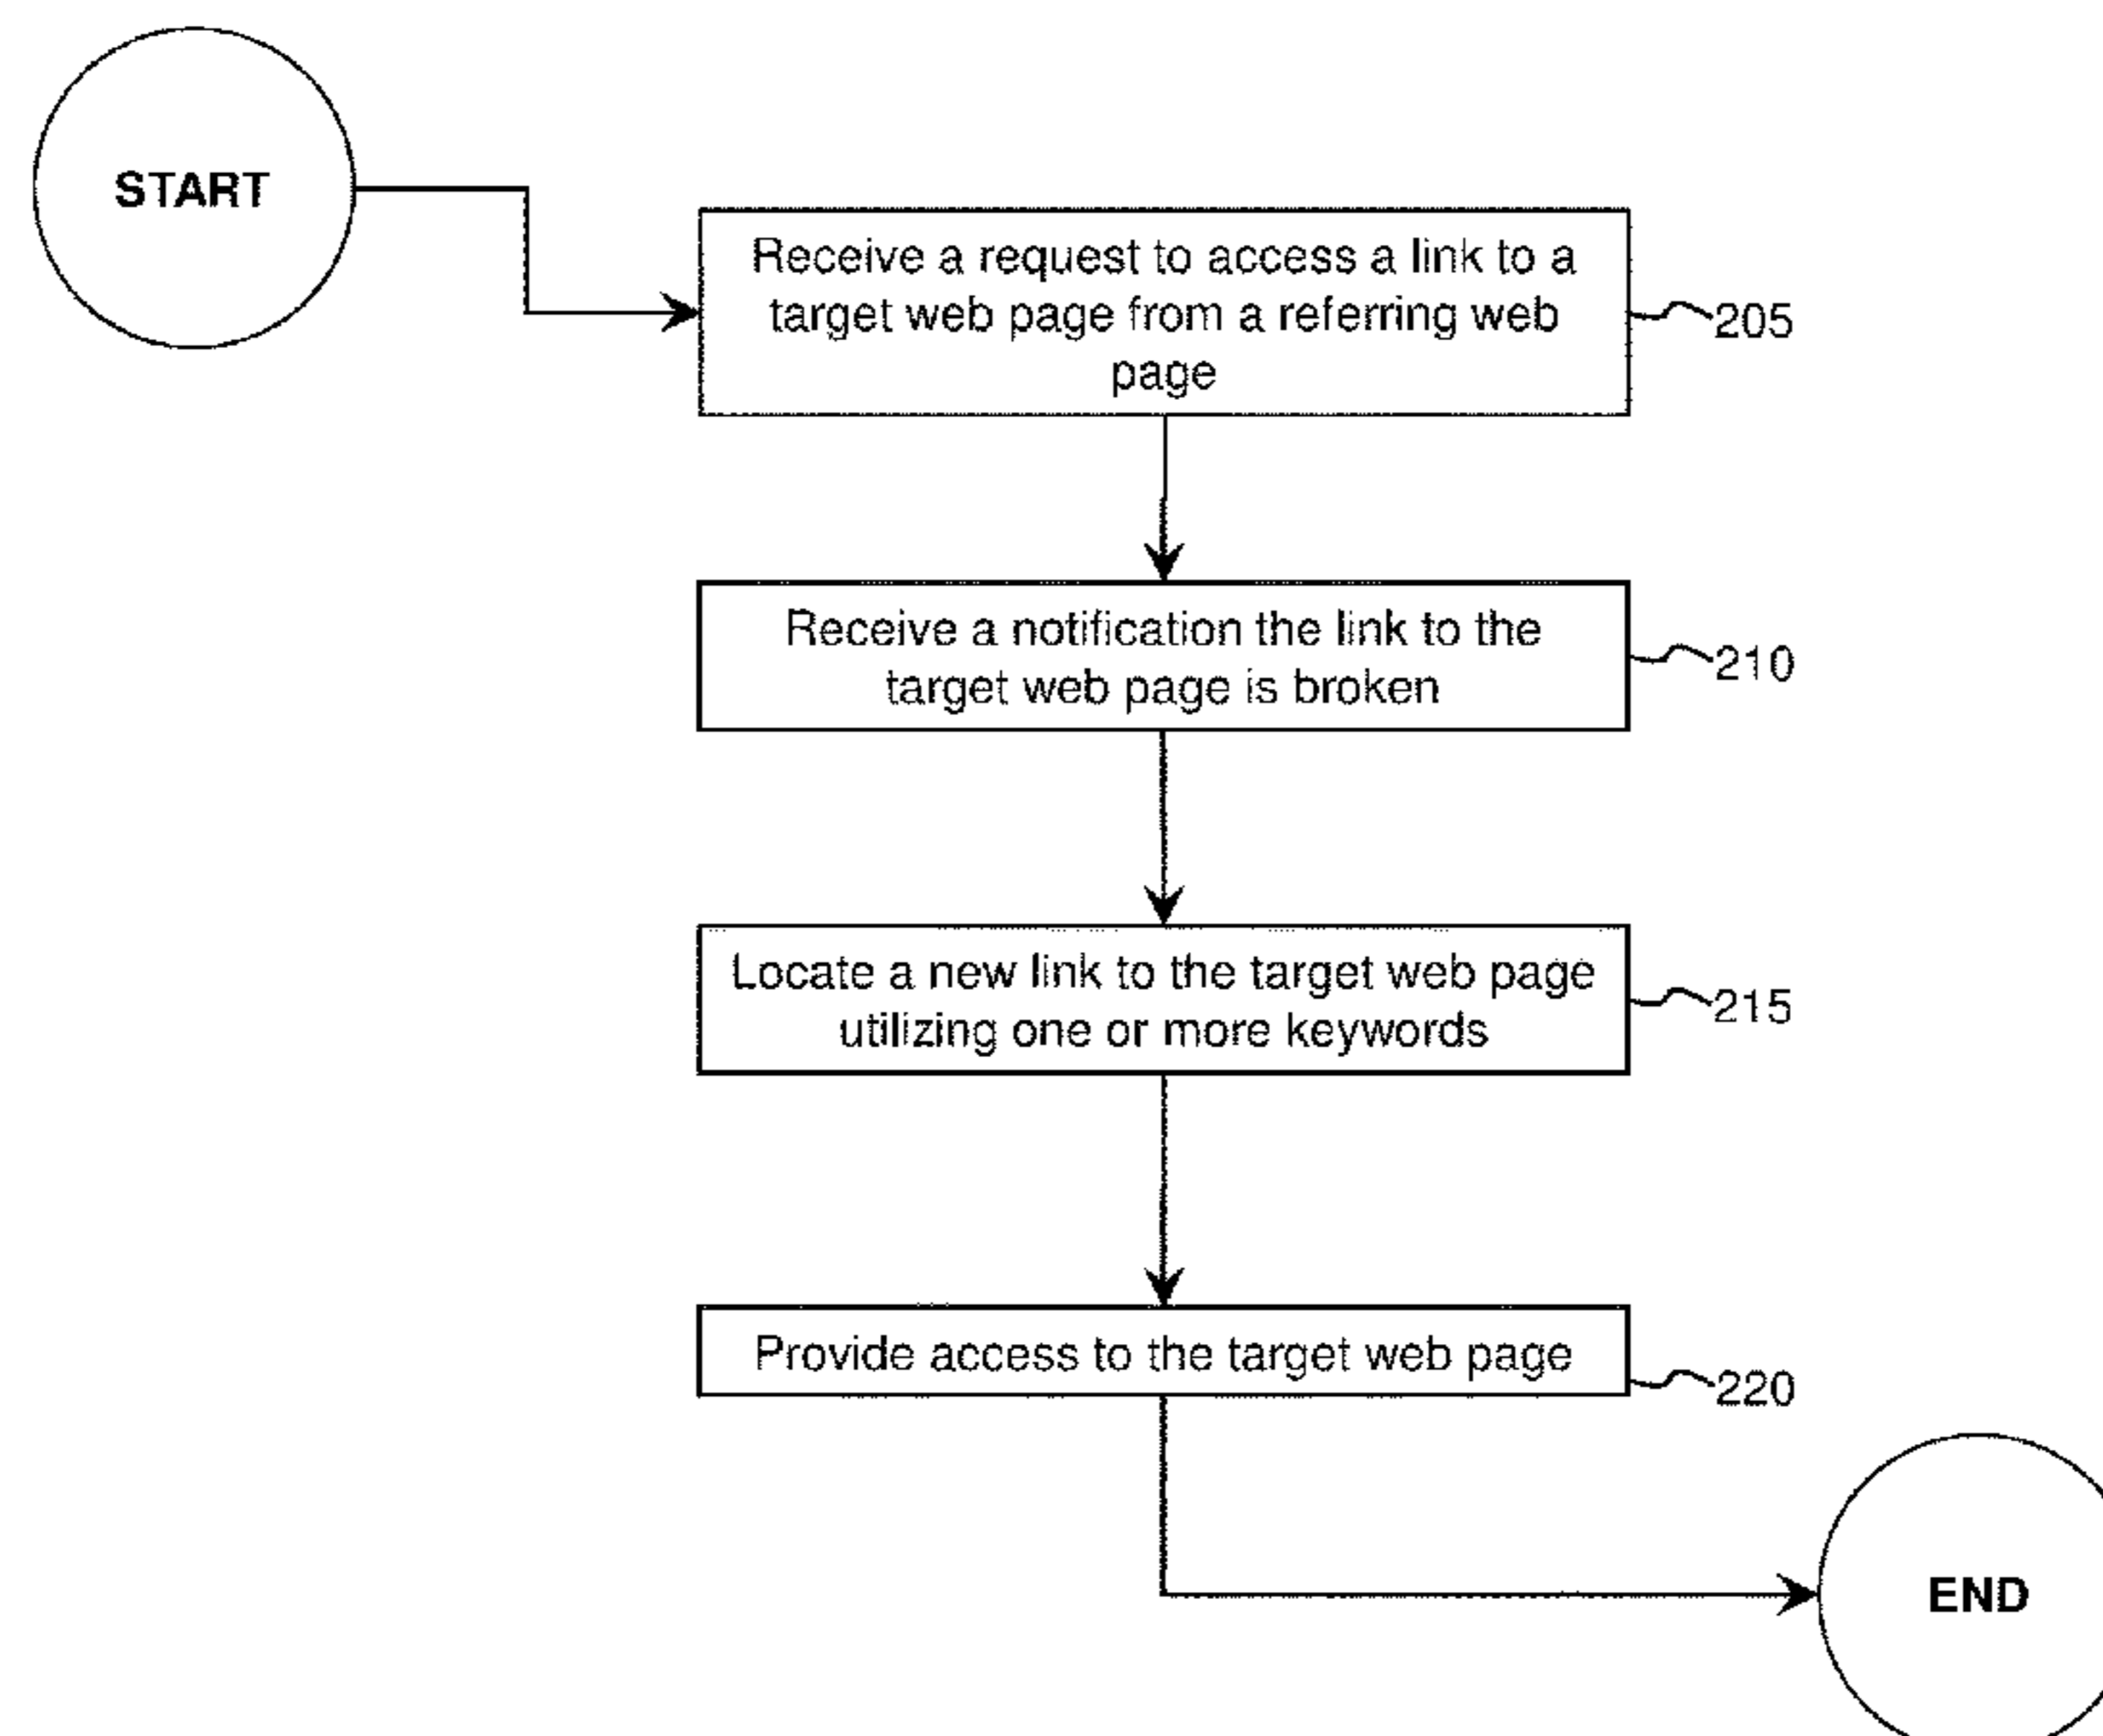 START
Receive a request to access a link to a
target web page from a referring web
page
205
Receive a notification the link to the
target web page is broken
210
Locate a new link to the target web page
utilizing one or more keywords
215
Provide access to the target web page
220
END